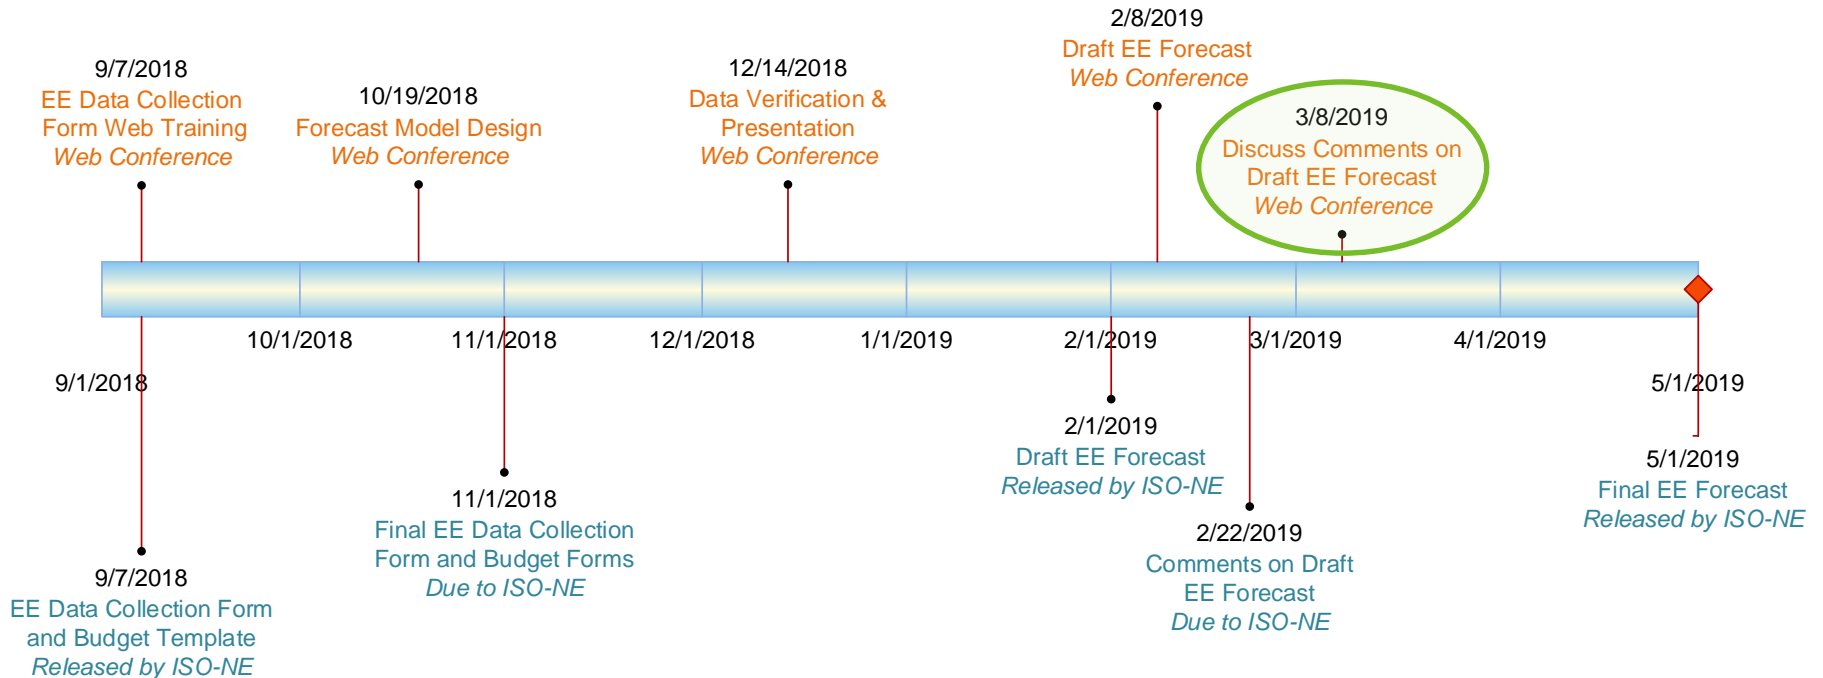 9/7/2018
EE Data Collection
Form Web Training
Web Conference
10/19/2018
Forecast Model Design
Web Conference
12/14/2018
Data Verification &
Presentation
Web Conference
2/8/2019
Draft EE Forecast
Web Conference
3/8/2019
Discuss Comments on
Draft EE Forecast
Web Conference
9/1/2018
10/1/2018
11/1/2018
12/1/2018
1/1/2019
2/1/2019
3/1/2019
4/1/2019
5/1/2019
9/7/2018
EE Data Collection Form
and Budget Template
Released by ISO-NE
11/1/2018
Final EE Data Collection
Form and Budget Forms
Due to ISO-NE
2/1/2019
Draft EE Forecast
Released by ISO-NE
2/22/2019
Comments on Draft
EE Forecast
Due to ISO-NE
5/1/2019
Final EE Forecast
Released by ISO-NE